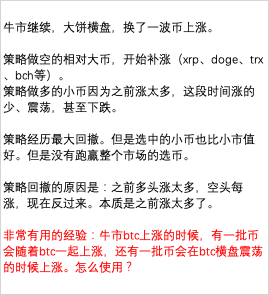 牛市继续，大饼横盘，换了一波币上涨。
策略做空的相对大币，开始补涨（xrp、doge、trx
、bch等）。
策略做多的小币因为之前涨太多，这段时间涨的
少、震荡，甚至下跌。
策略经历最大回撤。但是选中的小币也比小市值
好。但是没有跑赢整个市场的选币。
策略回撤的原因是：之前多头涨太多，空头每
涨，现在反过来。本质是之前涨太多了。
非常有用的经验：牛市btc上涨的时候，有一批币
会随着btc一起上涨，还有一批币会在btc横盘震荡
的时候上涨。怎么使用？